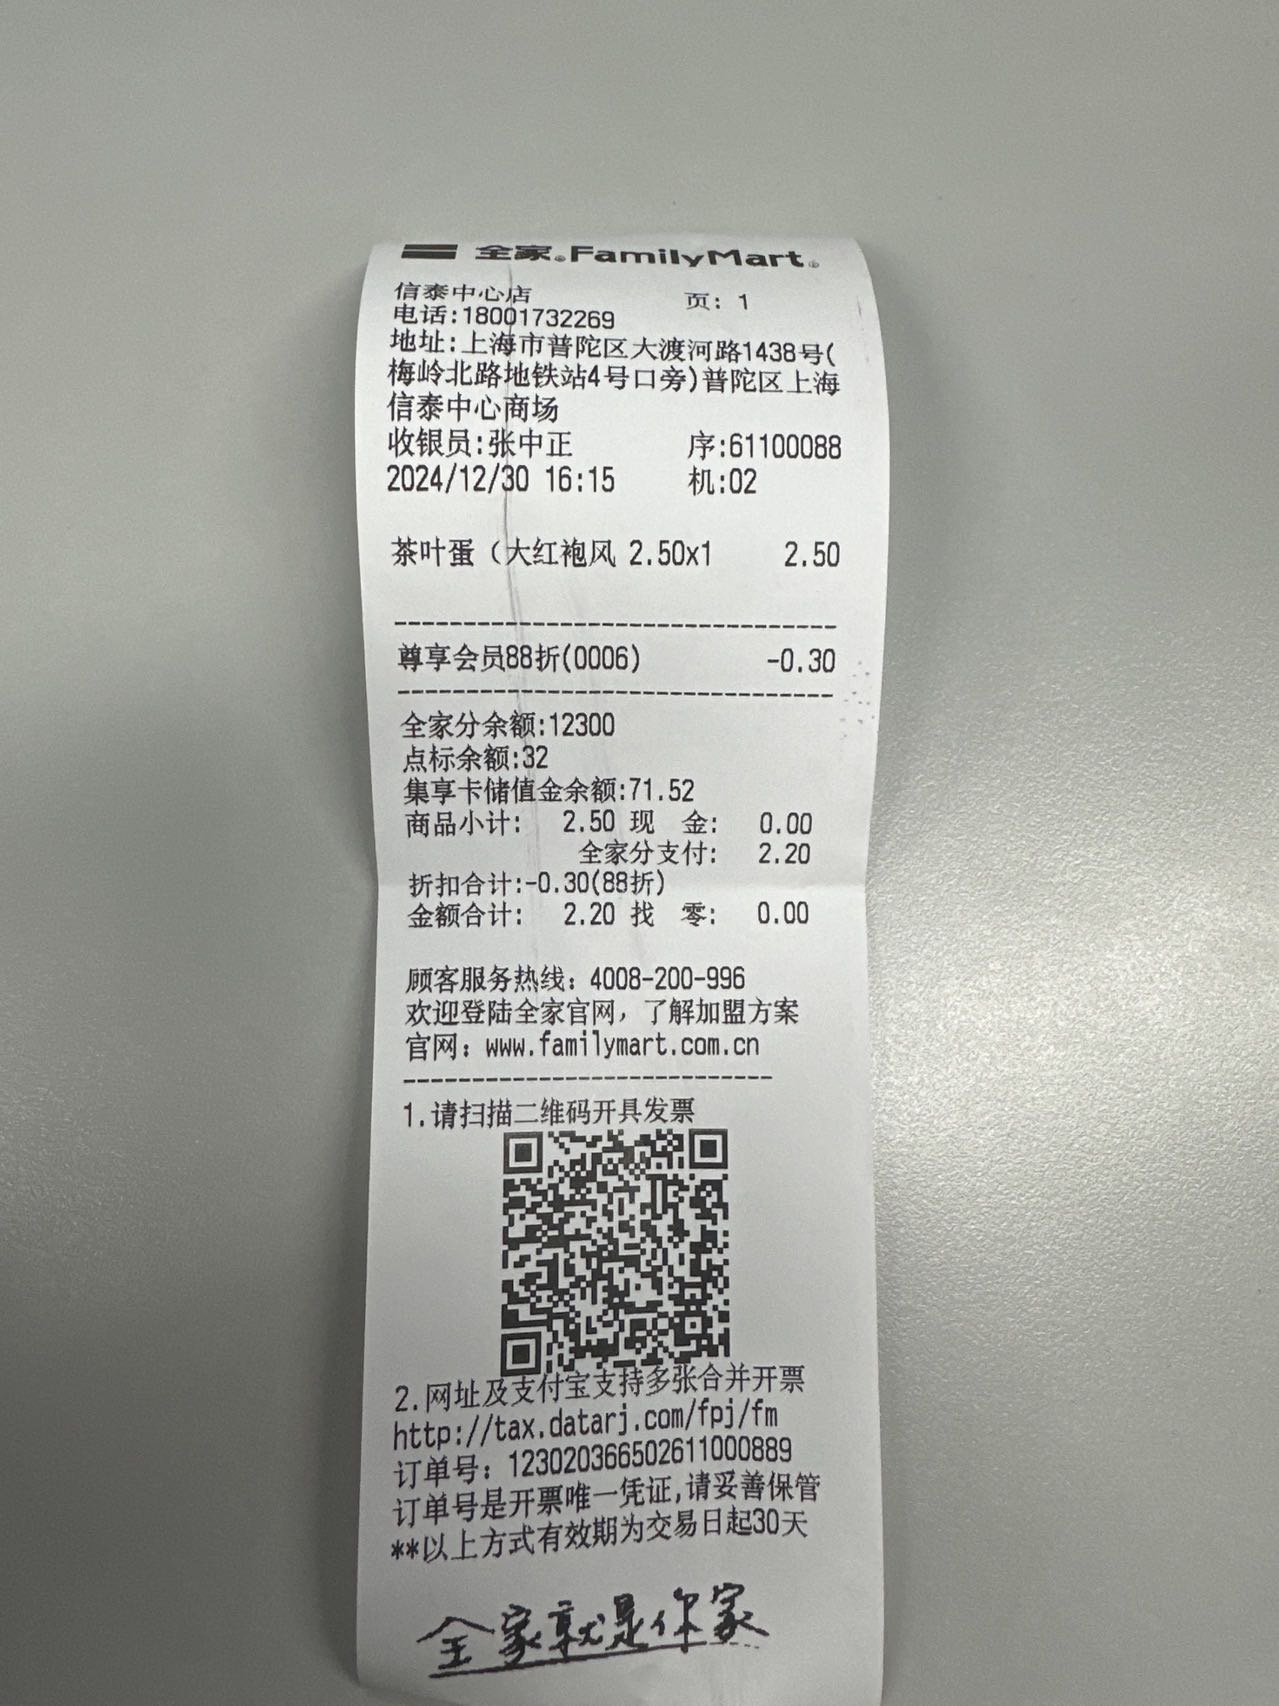 全家®FamilyMart®
信泰中心店 页: 1
电话:18001732269
地址:上海市普陀区大渡河路1438号(
梅岭北路地铁站4号口旁)普陀区上海
信泰中心商场
收银员:张中正 序:61100088
2024/12/30 16:15 机:02
茶叶蛋（大红袍风 2.50x1 2.50
尊享会员88折(0006) -0.30
全家分余额:12300
点标余额:32
集享卡储值金余额:71.52
商品小计: 2.50 现 金: 0.00
全家分支付: 2.20
折扣合计:-0.30(88折)
金额合计: 2.20 找 零: 0.00
顾客服务热线：4008-200-996
欢迎登陆全家官网，了解加盟方案
官网：www.familymart.com.cn
1.请扫描二维码开具发票
2.网址及支付宝支持多张合并开票
http://tax.datarj.com/fpj/fm
订单号：123020366502611000889
订单号是开票唯一凭证,请妥善保管
**以上方式有效期为交易日起30天
全家就是你家